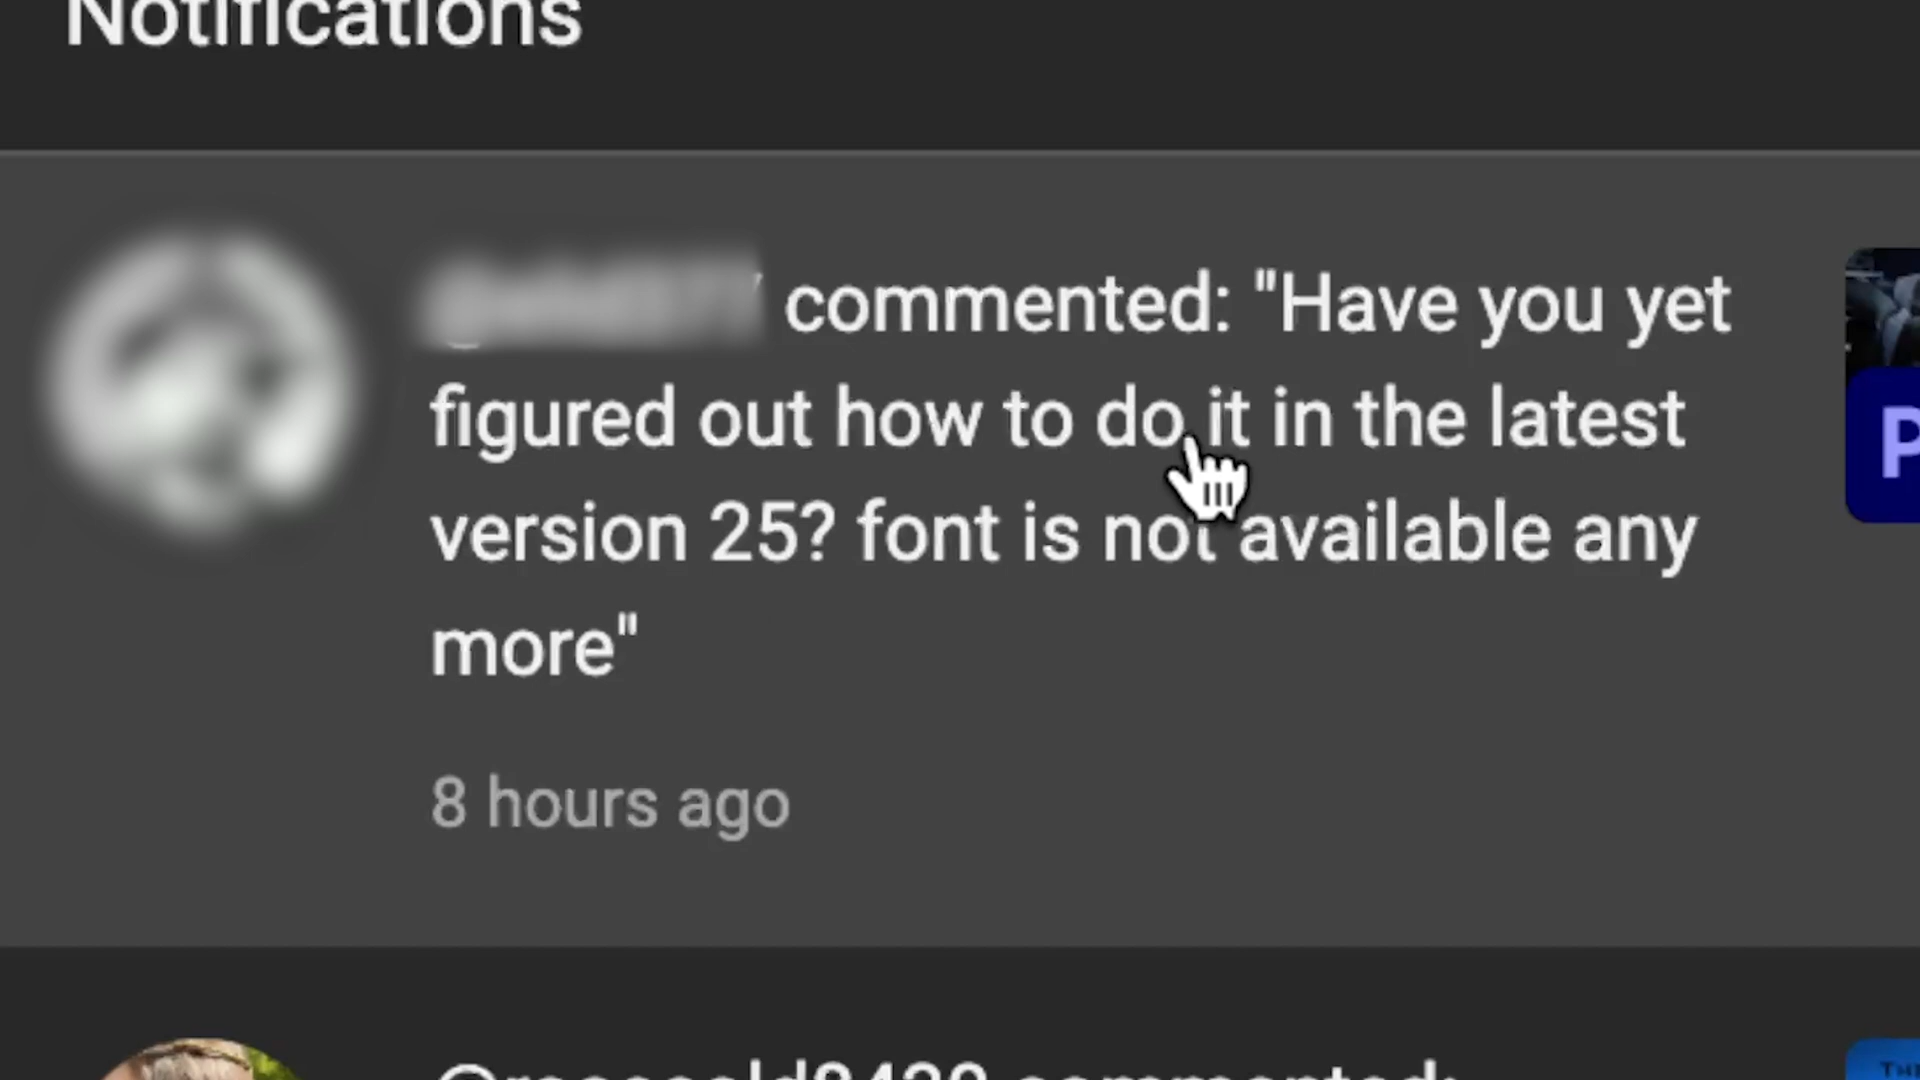 Notifications
commented: "Have you yet
figured out how to do it in the latest
version 25? font is not available any
more"
8 hours ago
P
commented: